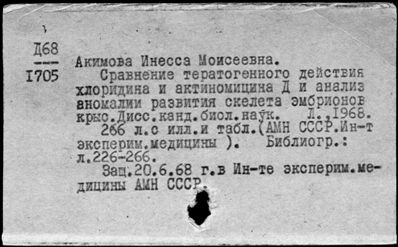 Д68
1705
Акимова Инесса Моисеевна.
Сравнение тератогенного действия
хлоридина и актиномицина Д и анализ
аномалии развития скелета эмбрионов
крыс.Дисс.канд.биол.наук. Л.,1968.
266 л.с илл.и табл.(АМН СССР.Ин-т
эксперим.медицины ). Библиогр.:
л.226-266.
Защ.20.6.68 г.в Ин-те эксперим.ме-
дицины АМН СССР.